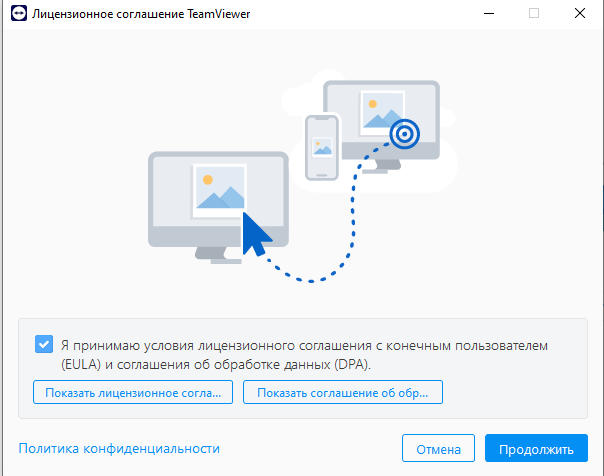 Лицензионное соглашение TeamViewer
Я принимаю условия лицензионного соглашения с конечным пользователем
(EULA) и соглашения об обработке данных (DPA).
Показать лицензионное согла...
Показать соглашение об обр...
Политика конфиденциальности
Отмена
Продолжить